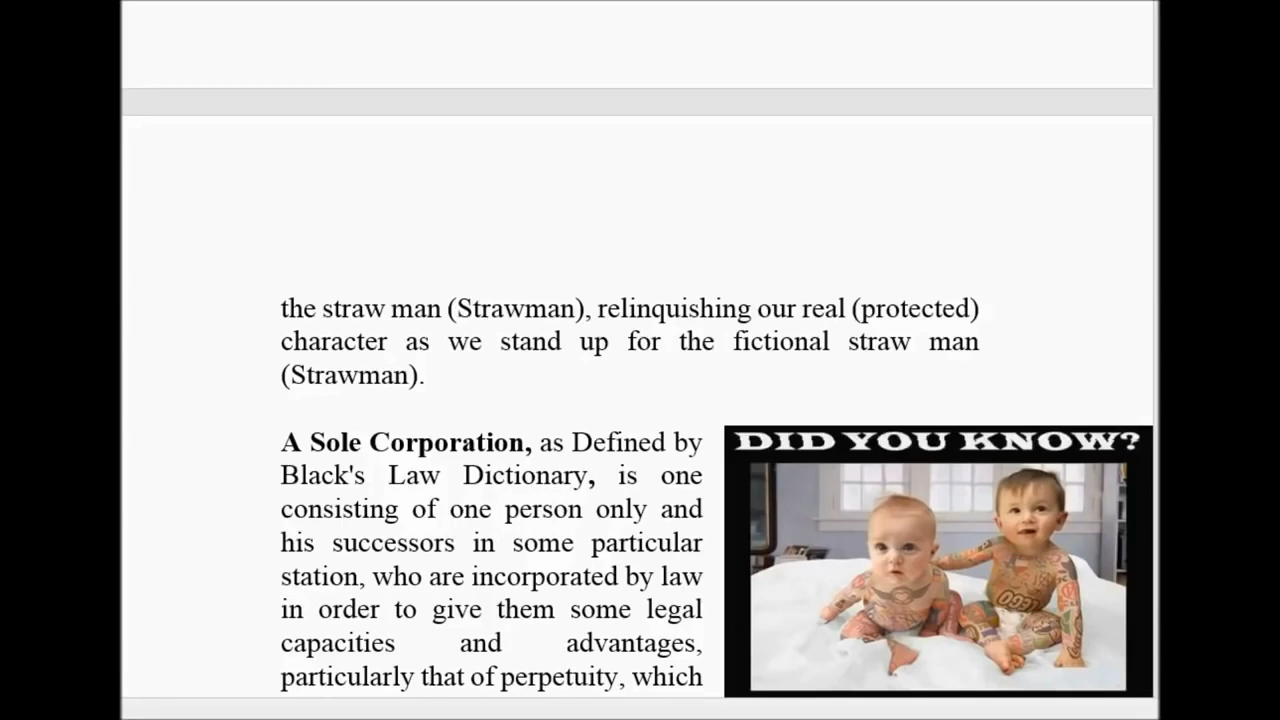 the straw man (Strawman), relinquishing our real (protected)
character as we stand up for the fictional straw man
(Strawman).
A Sole Corporation, as Defined by
Black's Law Dictionary, is one
consisting of one person only and
his successors in some particular
station, who are incorporated by law
in order to give them some legal
capacities and advantages,
particularly that of perpetuity, which
DID YOU KNOW?